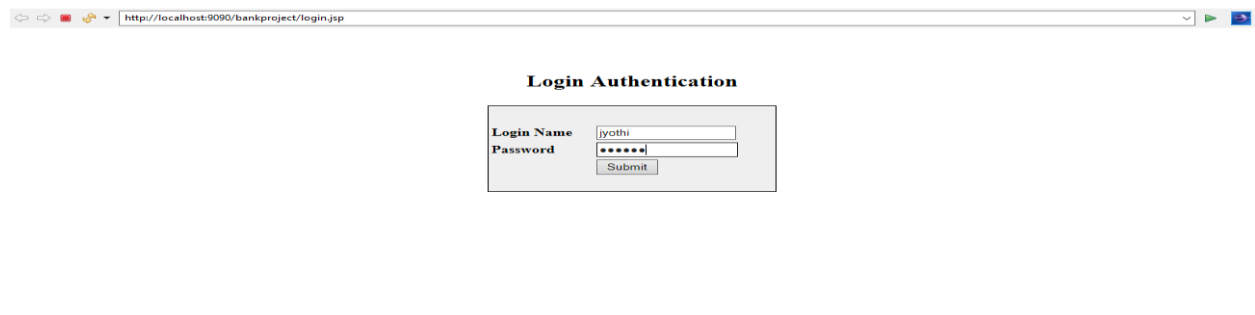 http://localhost:9090/bankproject/login.jsp
Login Authentication
Login Name jyothi
Password ••••••
Submit